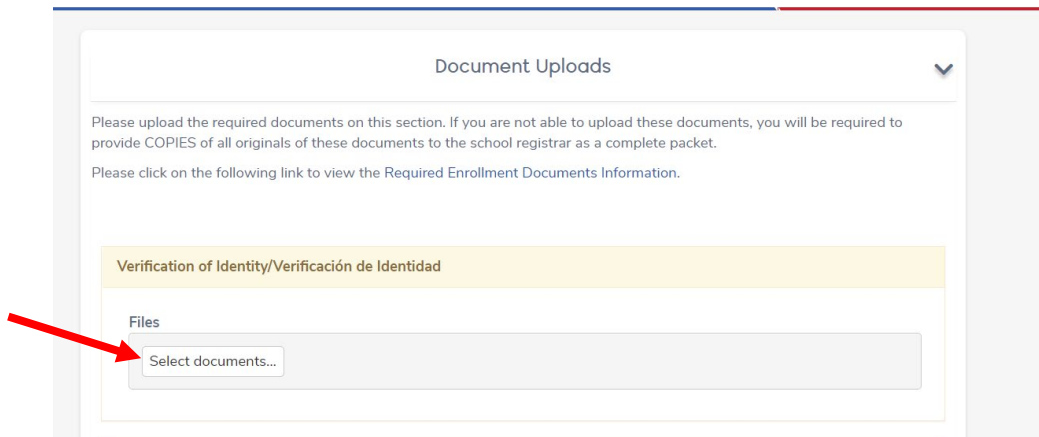 Document Uploads
Please upload the required documents on this section. If you are not able to upload these documents, you will be required to
provide COPIES of all originals of these documents to the school registrar as a complete packet.
Please click on the following link to view the Required Enrollment Documents Information.
Verification of Identity/Verificación de Identidad
Files
Select documents...